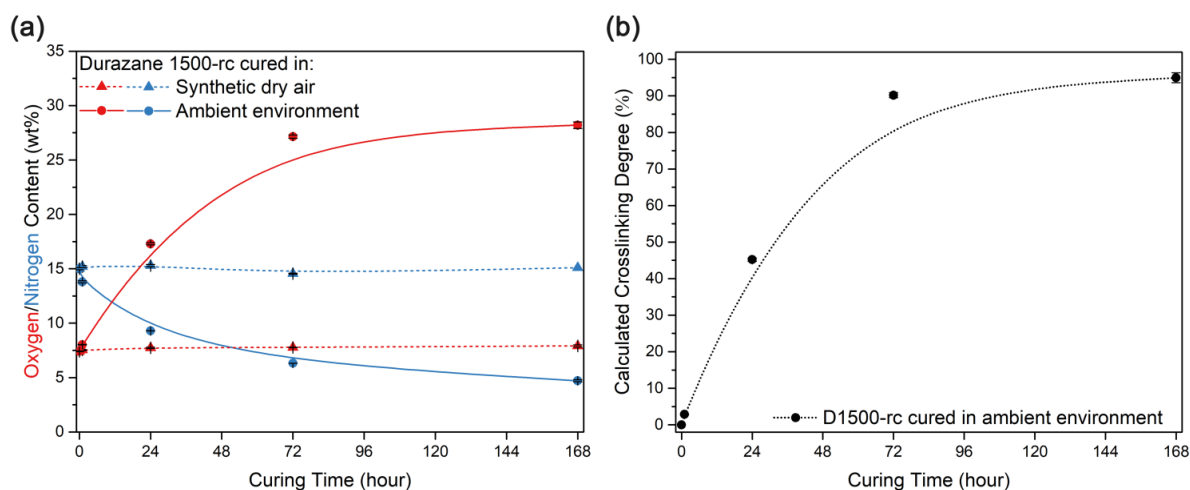 (a)
Oxygen/Nitrogen Content (wt%)
35
30
25
20
15
10
5
0
Durazane 1500-rc cured in:
Synthetic dry air
Ambient environment
0 24 48 72 96 120 144 168
Curing Time (hour)
(b)
Calculated Crosslinking Degree (%)
100
90
80
70
60
50
40
30
20
10
0
D1500-rc cured in ambient environment
0 24 48 72 96 120 144 168
Curing Time (hour)